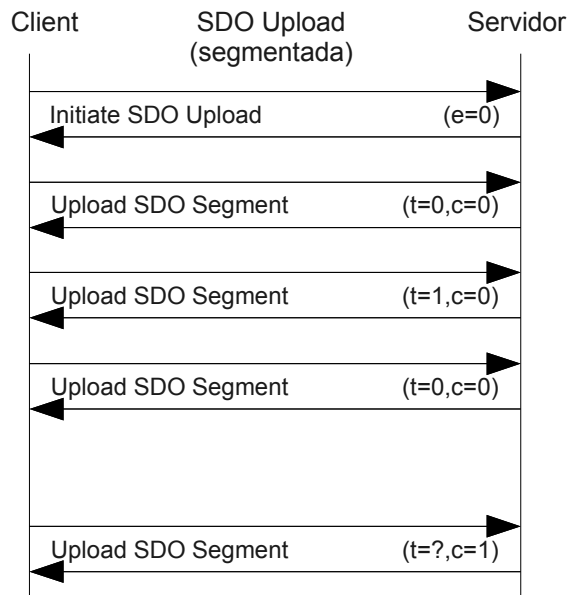 Client SDO Upload Servidor
(segmentada)
Initiate SDO Upload (e=0)
Upload SDO Segment (t=0,c=0)
Upload SDO Segment (t=1,c=0)
Upload SDO Segment (t=0,c=0)
Upload SDO Segment (t=?,c=1)